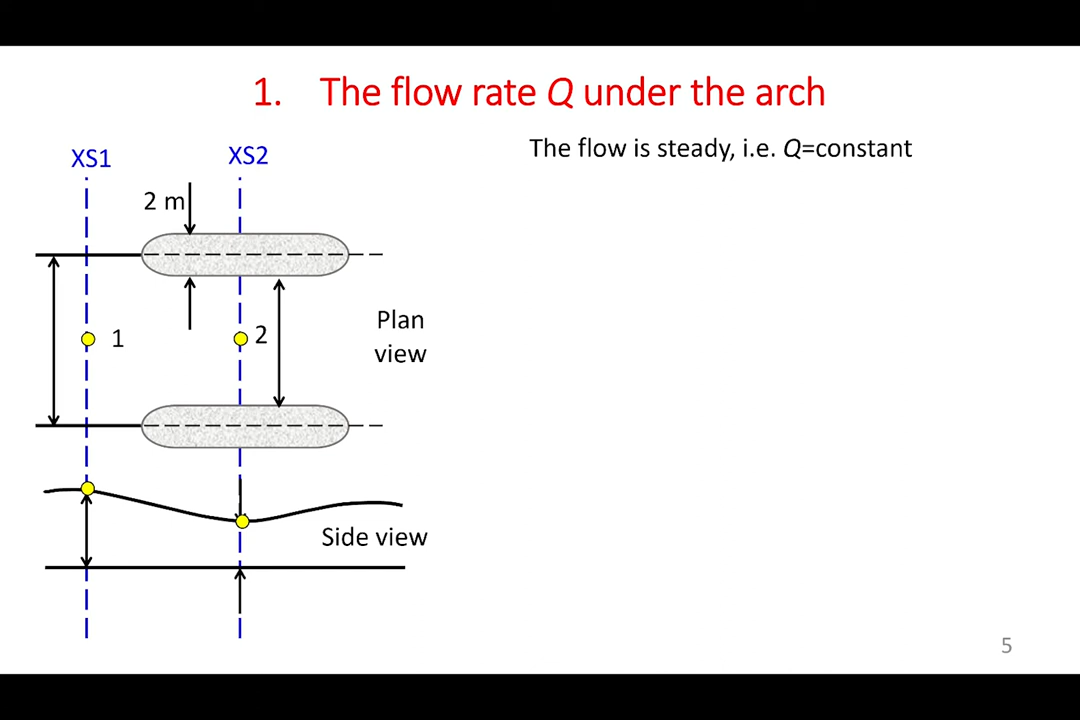 1. The flow rate Q under the arch
The flow is steady, i.e. Q=constant
XS1
XS2
2 m
1
2
Plan
view
Side view
5